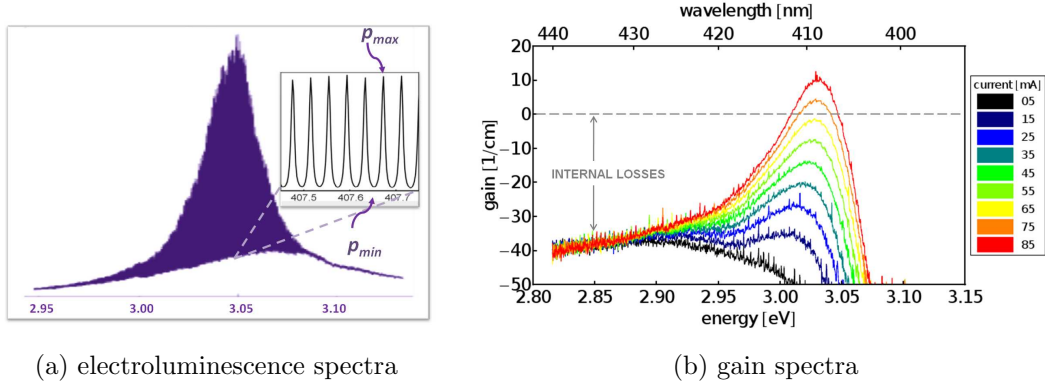 p_max
407.5 407.6 407.7
p_min
2.95 3.00 3.05 3.10
wavelength [nm]
440 430 420 410 400
gain [1/cm]
20
10
0
−10
−20
−30
−40
−50
INTERNAL LOSSES
2.80 2.85 2.90 2.95 3.00 3.05 3.10 3.15
energy [eV]
current [mA]
05
15
25
35
45
55
65
75
85
(a) electroluminescence spectra
(b) gain spectra